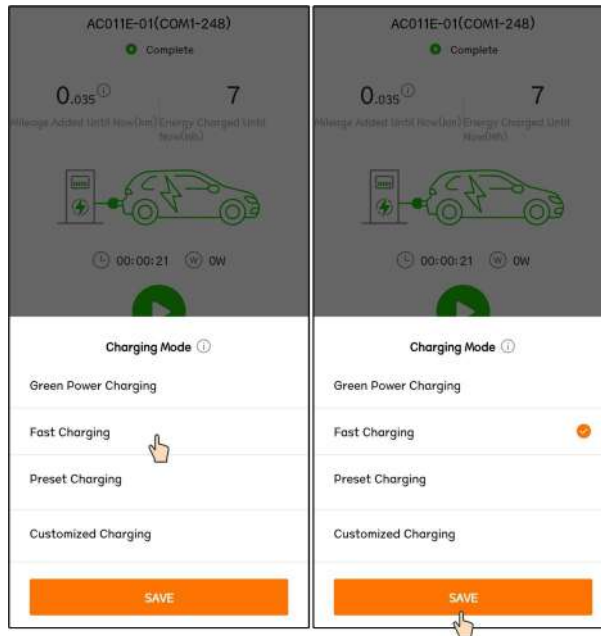 AC011E-01(COM1-248)
Complete
0.035
7
Mileage Added Until Now(km)
Energy Charged Until
Now(Wh)
00:00:21
W
0W
Charging Mode
Green Power Charging
Fast Charging
Preset Charging
Customized Charging
SAVE
AC011E-01(COM1-248)
Complete
0.035
7
Mileage Added Until Now(km)
Energy Charged Until
Now(Wh)
00:00:21
W
0W
Charging Mode
Green Power Charging
Fast Charging
Preset Charging
Customized Charging
SAVE